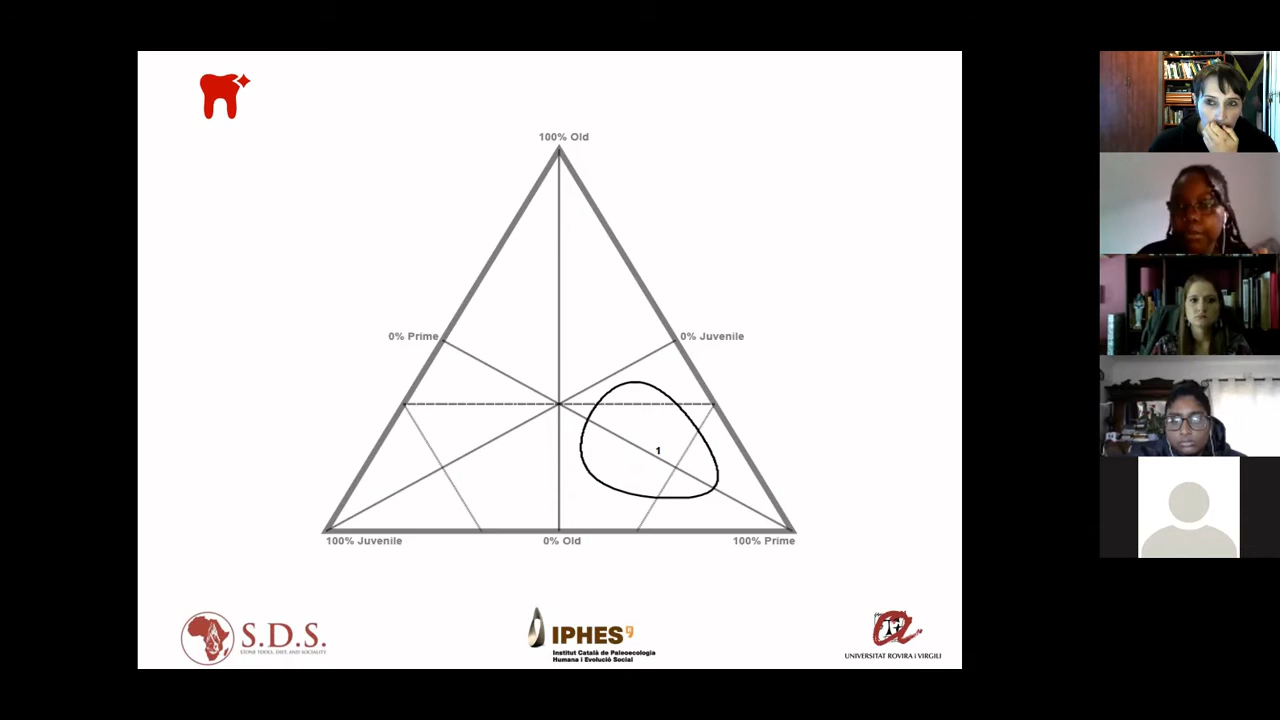 100% Old
0% Prime
0% Juvenile
1
100% Juvenile
0% Old
100% Prime
S.D.S.
STONE TOOLS, DIET, AND SOCIALITY
IPHES
Institut Català de Paleoecologia
Humana i Evolució Social
UNIVERSITAT ROVIRA i VIRGILI